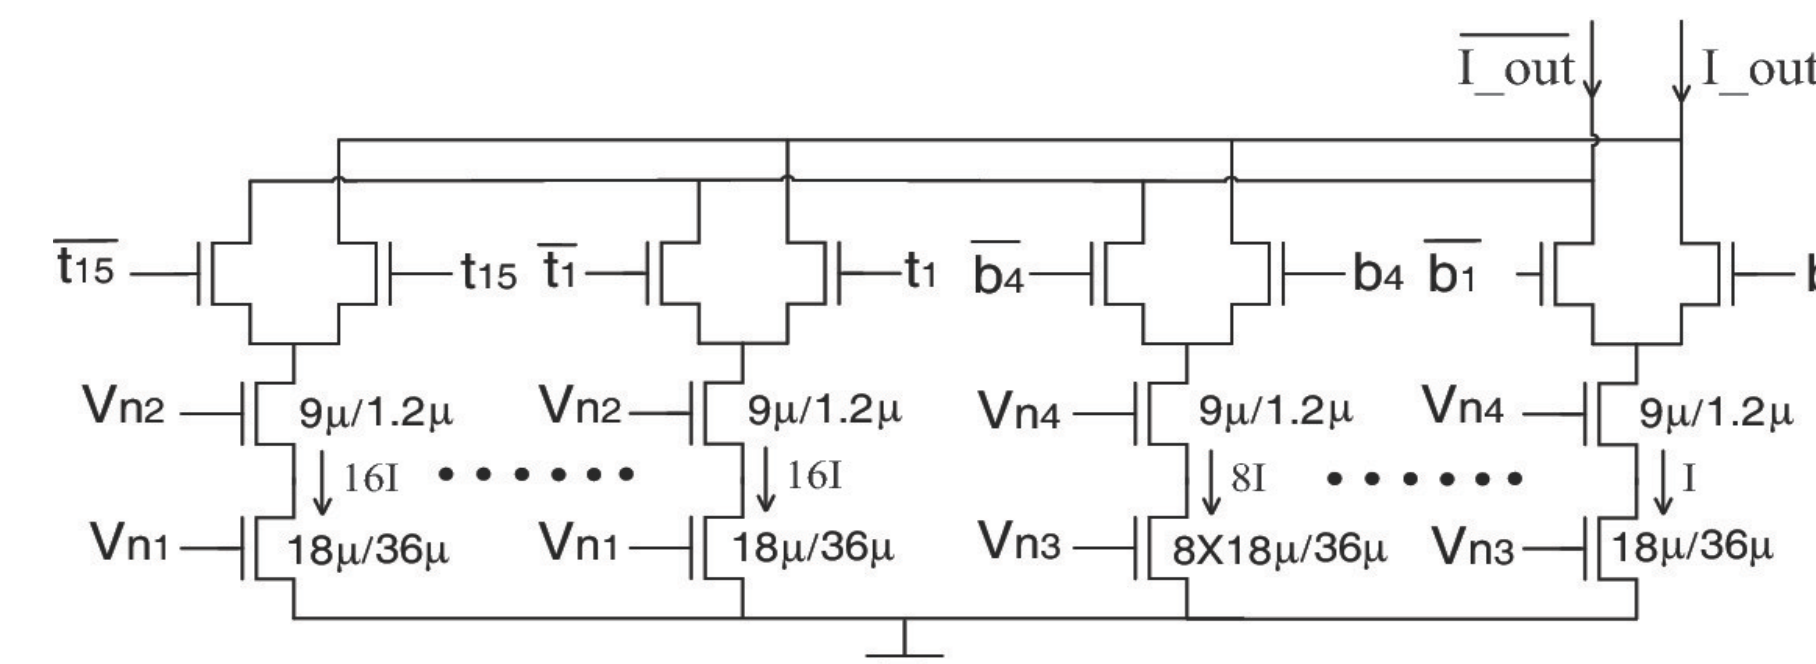 I_out I_out
t15 t15 t1 t1 b4 b4 b1
Vn2 9μ/1.2μ Vn2 9μ/1.2μ Vn4 9μ/1.2μ Vn4 9μ/1.2μ
16I 16I 8I I
Vn1 18μ/36μ Vn1 18μ/36μ Vn3 8X18μ/36μ Vn3 18μ/36μ